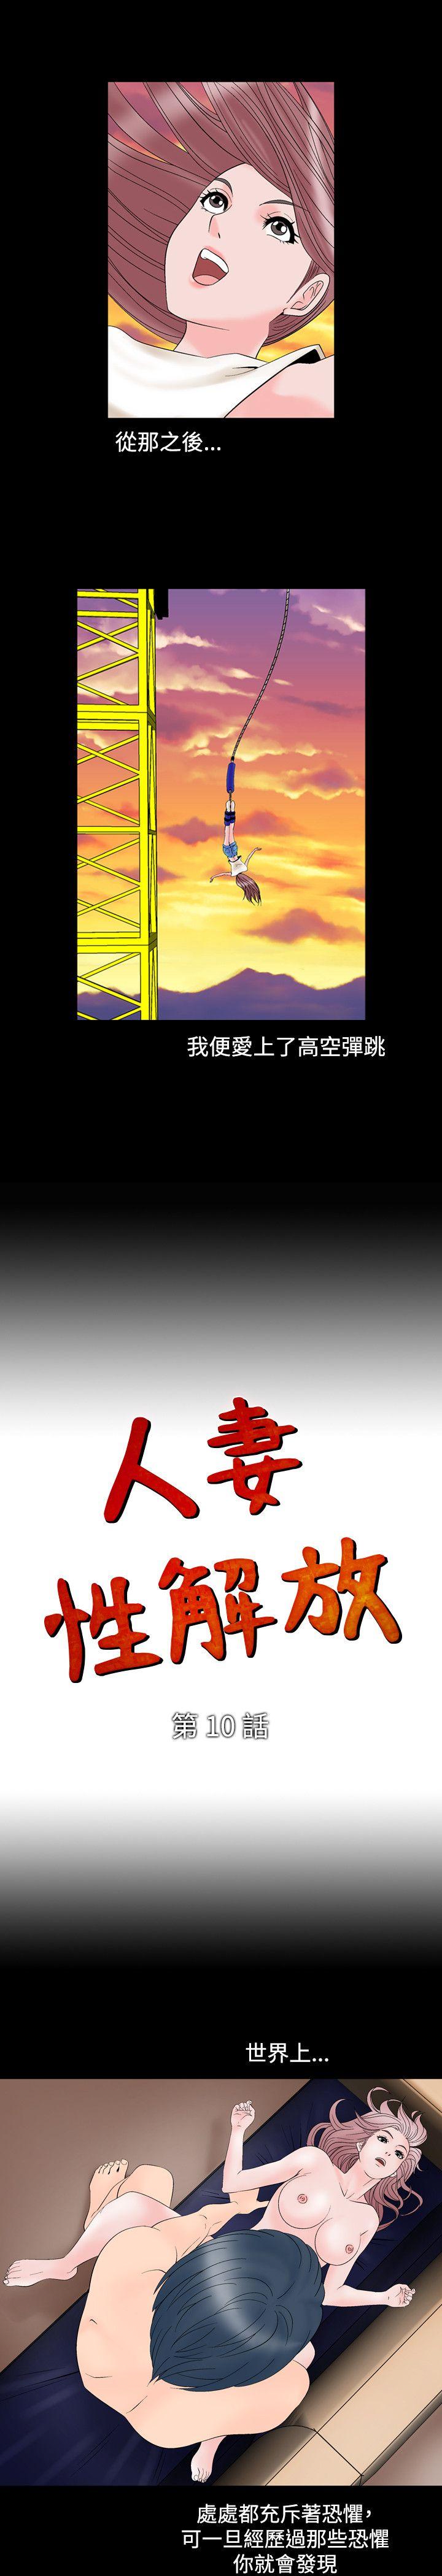 從那之後...
我便愛上了高空彈跳
人妻
性解放
第 10 話
世界上...
處處都充斥著恐懼，
可一旦經歷過那些恐懼
你就會發現